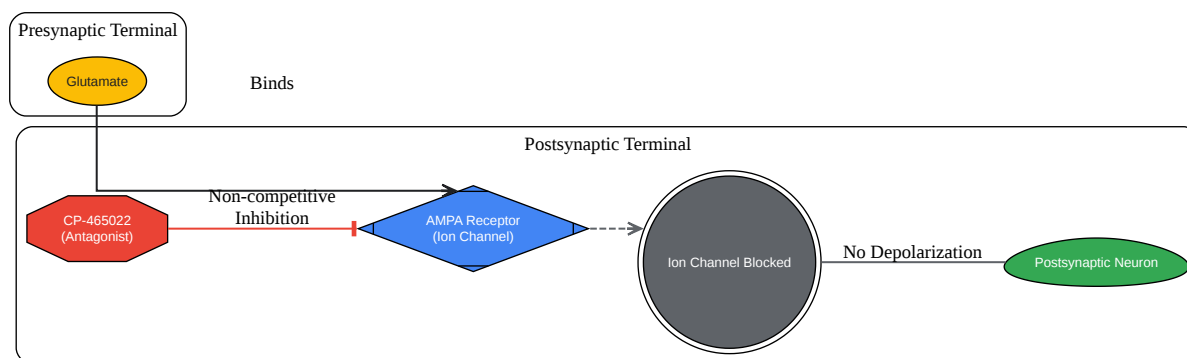 Presynaptic Terminal
Glutamate
Binds
Postsynaptic Terminal
Non-competitive
Inhibition
CP-465022
(Antagonist)
AMPA Receptor
(Ion Channel)
Ion Channel Blocked
No Depolarization
Postsynaptic Neuron